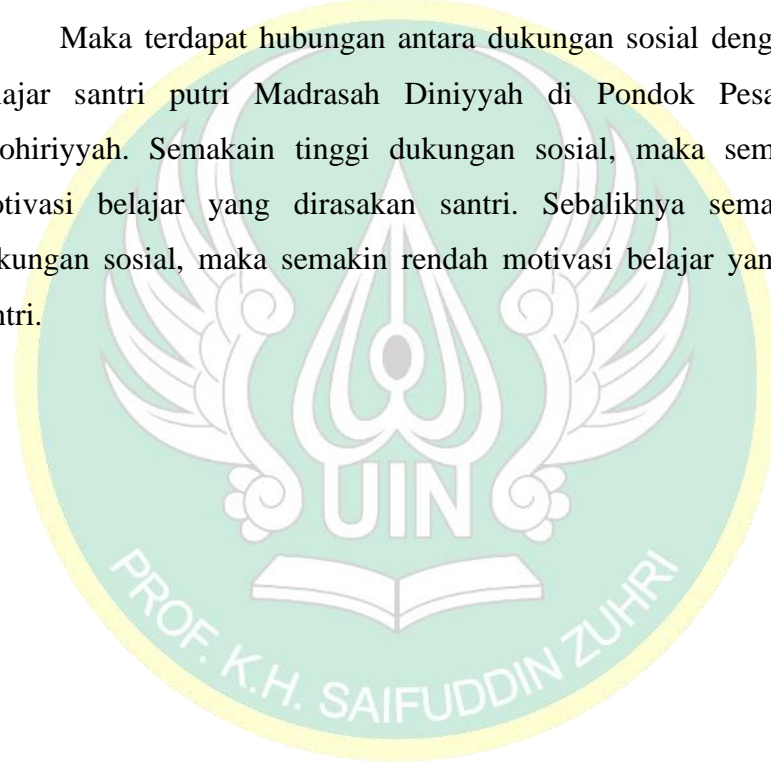 Maka terdapat hubungan antara dukungan sosial deng
lajar santri putri Madrasah Diniyyah di Pondok Pesa
ohiriyyah. Semakain tinggi dukungan sosial, maka sem
otivasi belajar yang dirasakan santri. Sebaliknya sema
kungan sosial, maka semakin rendah motivasi belajar yan
ntri.
UIN
PROF. K.H. SAIFUDDIN ZUHRI